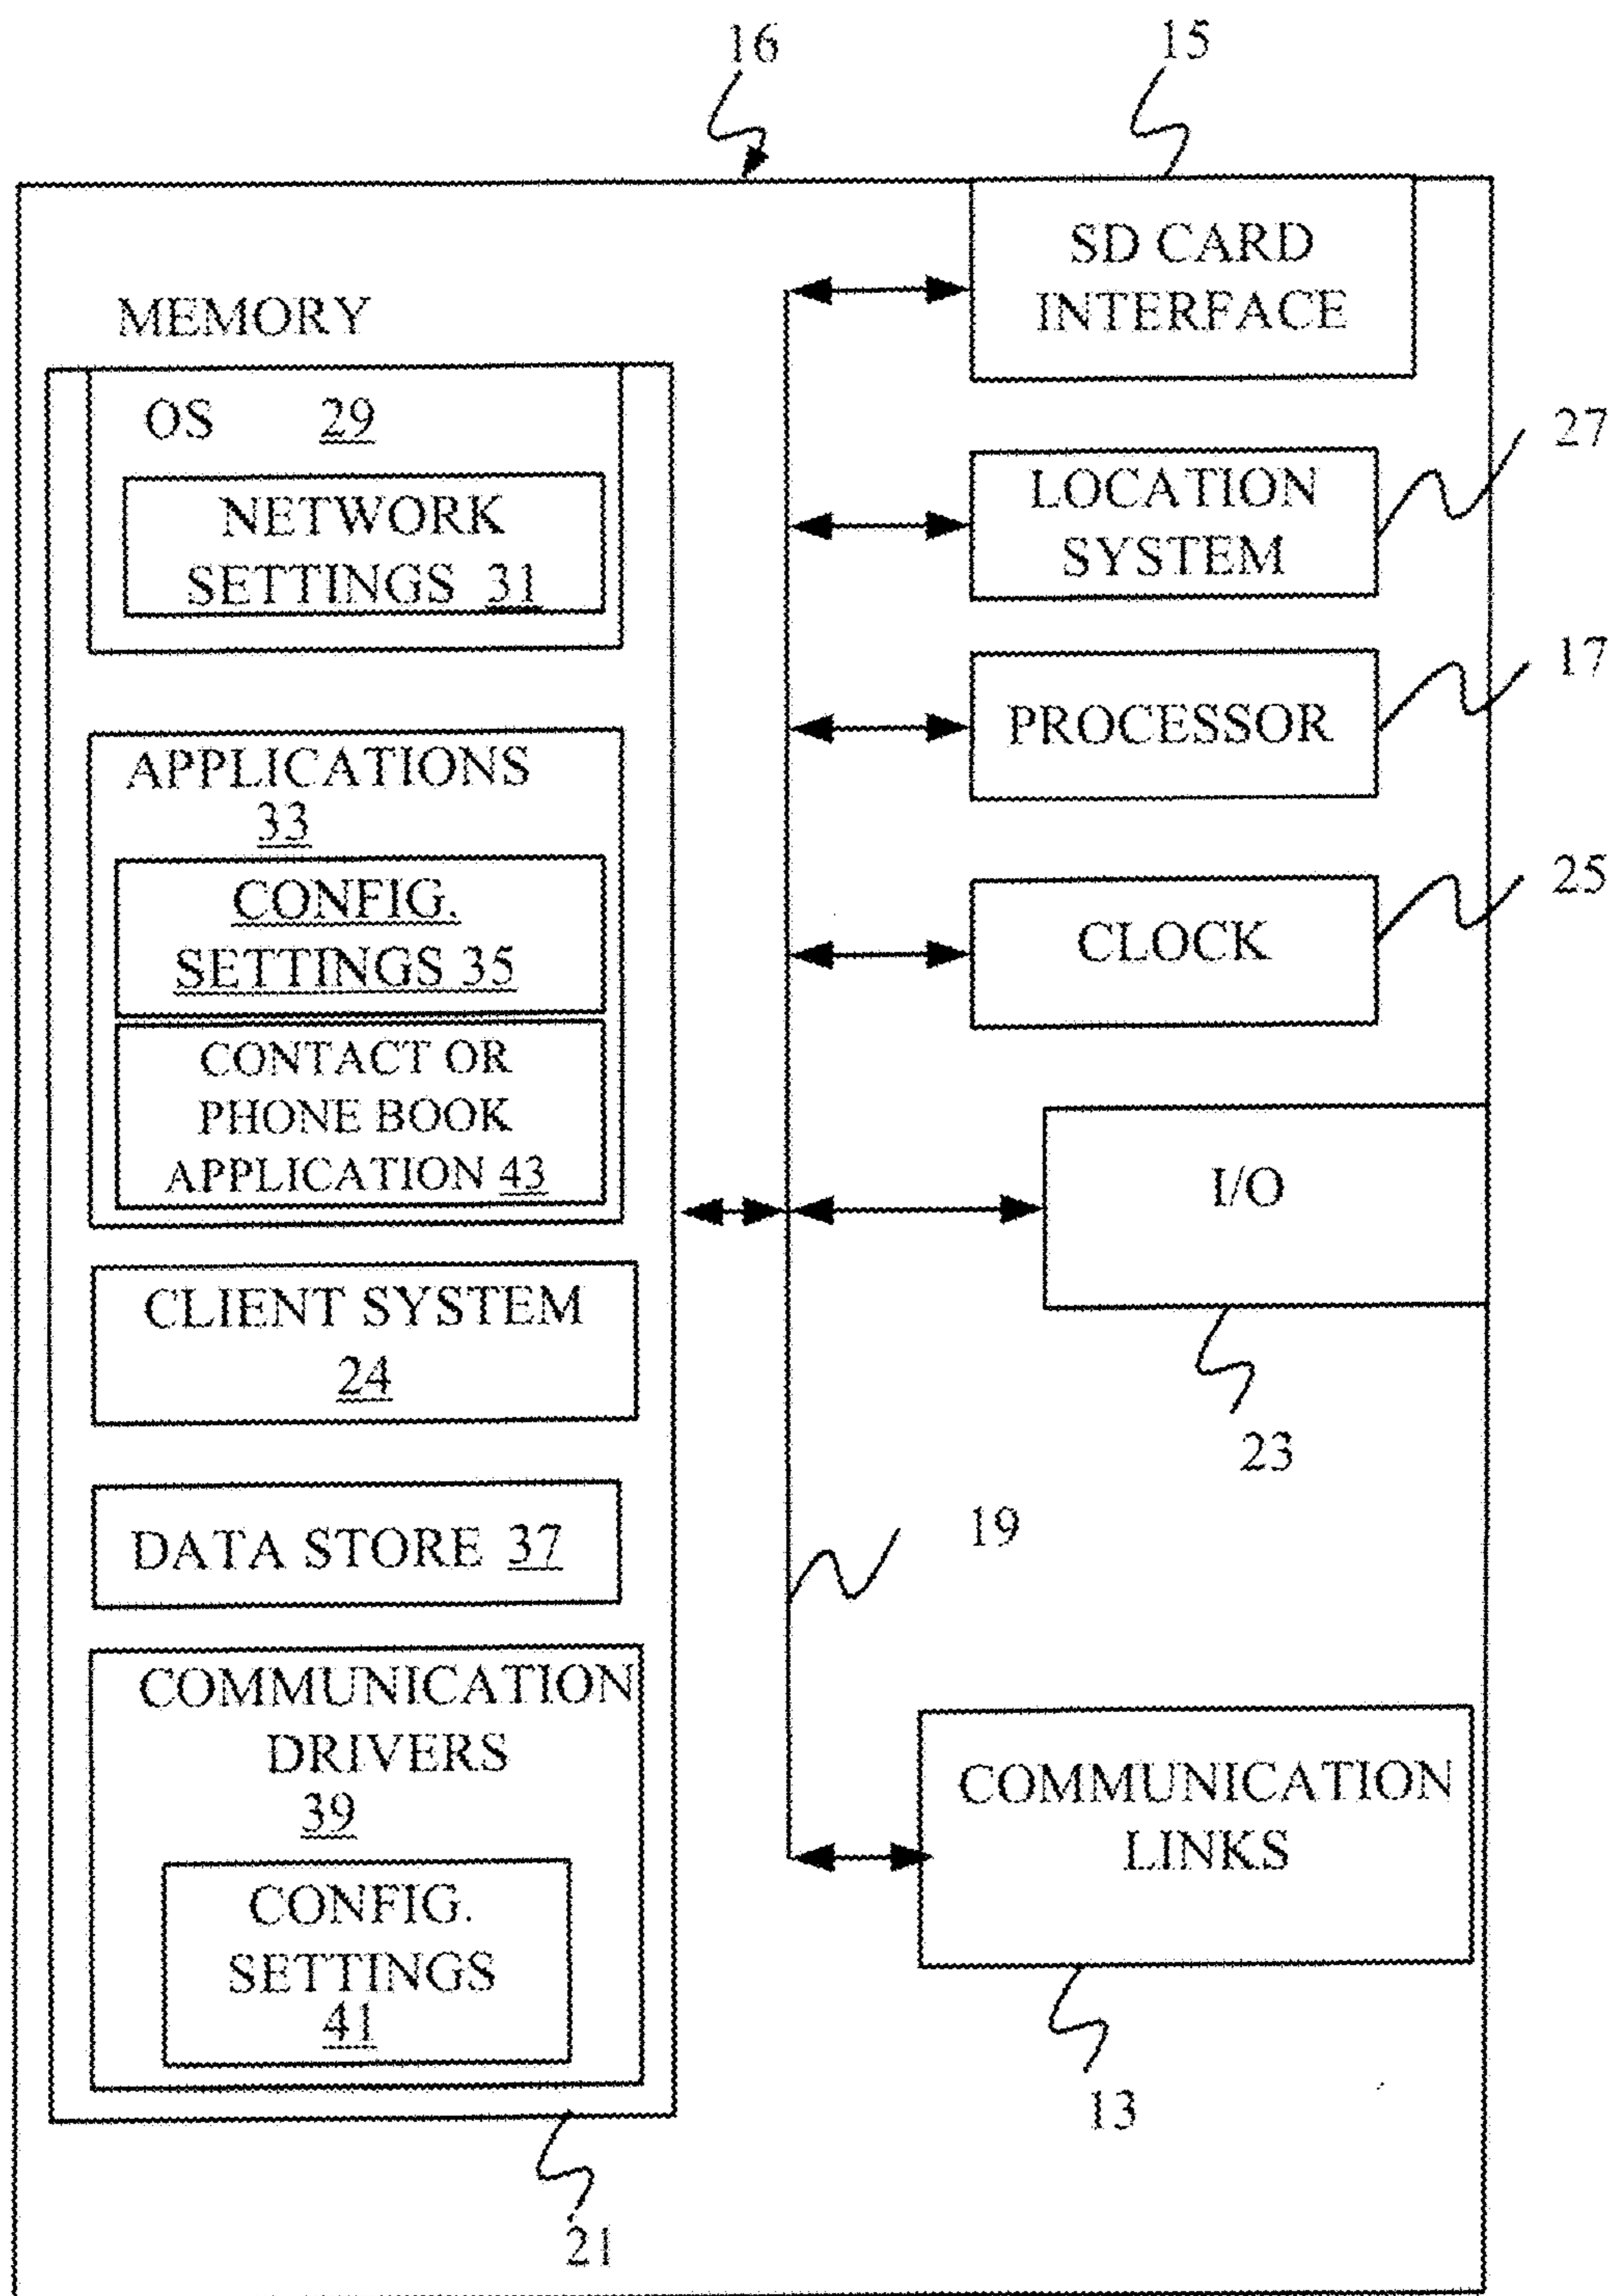 16
15
SD CARD
INTERFACE
MEMORY
OS 29
NETWORK
SETTINGS 31
27
LOCATION
SYSTEM
17
PROCESSOR
APPLICATIONS
33
CONFIG.
SETTINGS 35
25
CLOCK
CONTACT OR
PHONE BOOK
APPLICATION 43
I/O
CLIENT SYSTEM
24
23
19
DATA STORE 37
COMMUNICATION
DRIVERS
39
CONFIG.
SETTINGS
41
COMMUNICATION
LINKS
13
21